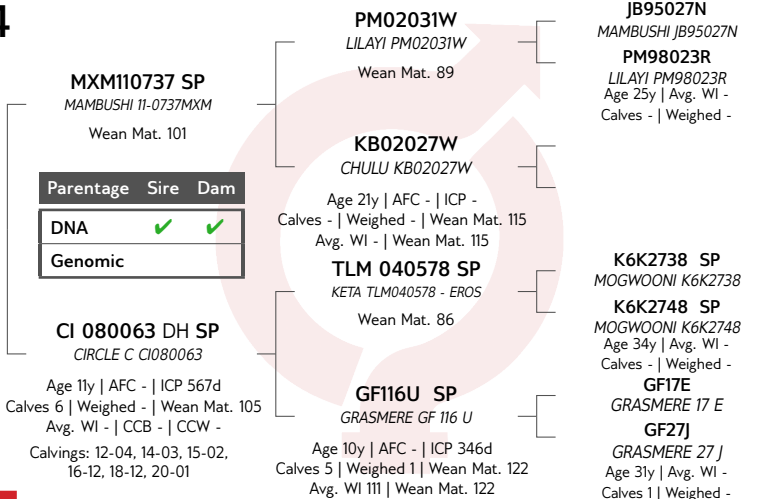 4
MXM110737 SP
MAMBUSHI 11-0737MXM
Wean Mat. 101
Parentage Sire Dam
DNA ✔ ✔
Genomic
CI 080063 DH SP
CIRCLE C CI080063
Age 11y | AFC - | ICP 567d
Calves 6 | Weighed - | Wean Mat. 105
Avg. WI - | CCB - | CCW -
Calvings: 12-04, 14-03, 15-02,
16-12, 18-12, 20-01
PM02031W
LILAYI PM02031W
Wean Mat. 89
KB02027W
CHULU KB02027W
Age 21y | AFC - | ICP -
Calves - | Weighed - | Wean Mat. 115
Avg. WI - | Wean Mat. 115
TLM 040578 SP
KETA TLM040578 - EROS
Wean Mat. 86
GF116U SP
GRASMERE GF 116 U
Age 10y | AFC - | ICP 346d
Calves 5 | Weighed 1 | Wean Mat. 122
Avg. WI 111 | Wean Mat. 122
JB95027N
MAMBUSHI JB95027N
PM98023R
LILAYI PM98023R
Age 25y | Avg. WI -
Calves - | Weighed -
K6K2738 SP
MOGWOONI K6K2738
K6K2748 SP
MOGWOONI K6K2748
Age 34y | Avg. WI -
Calves - | Weighed -
GF17E
GRASMERE 17 E
GF27J
GRASMERE 27 J
Age 31y | Avg. WI -
Calves 1 | Weighed -